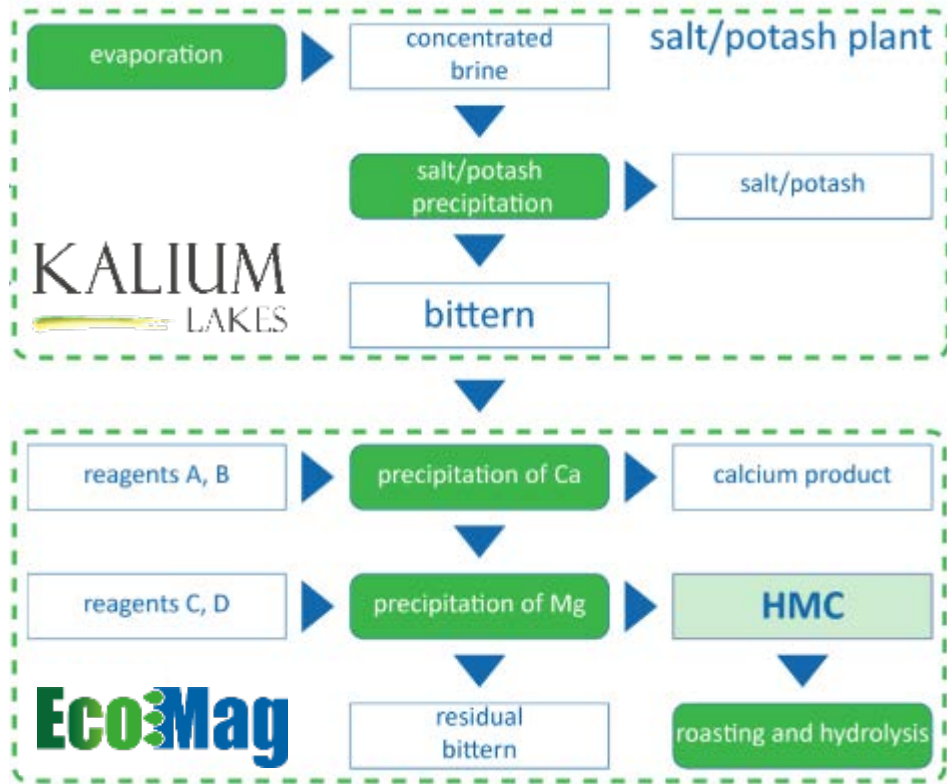 evaporation
concentrated
brine
salt/potash plant
salt/potash
precipitation
salt/potash
KALIUM
LAKES
bittern
reagents A, B
precipitation of Ca
calcium product
reagents C, D
precipitation of Mg
HMC
EcoMag
residual
bittern
roasting and hydrolysis